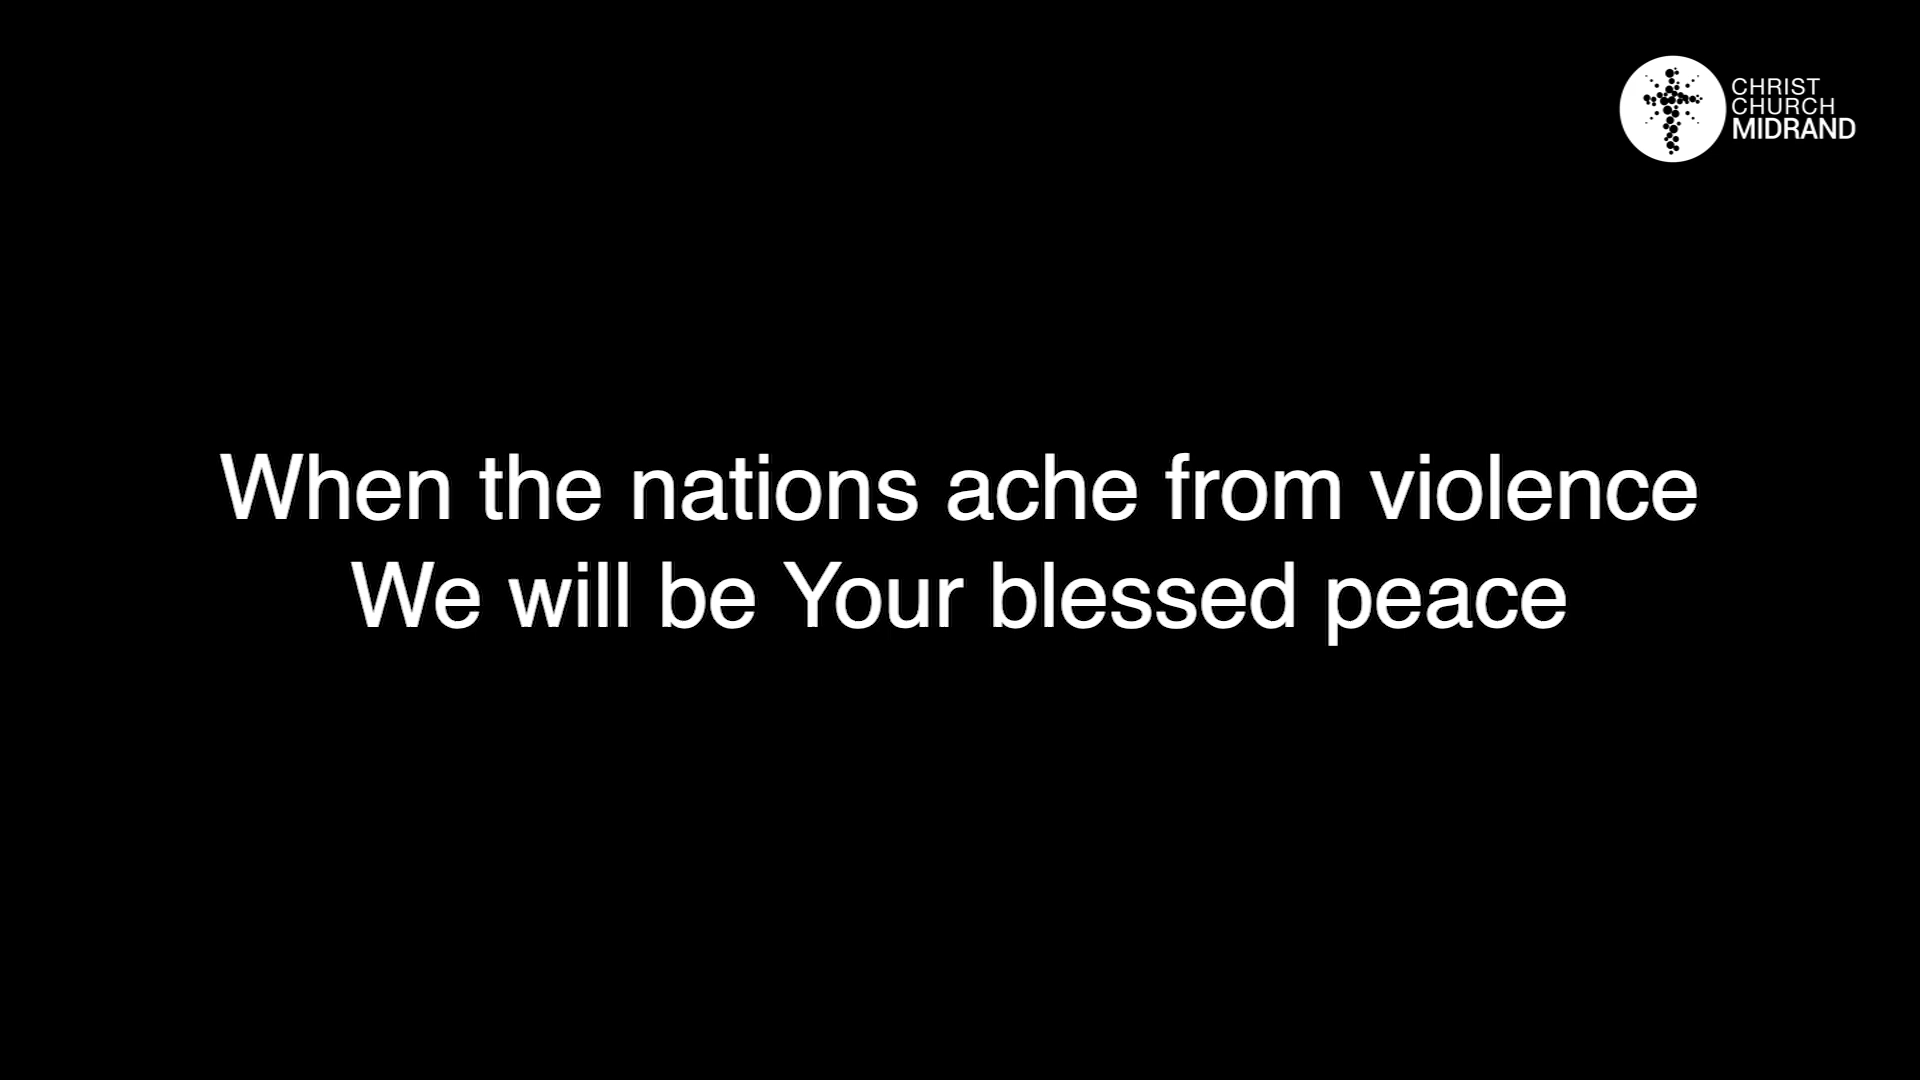 CHRIST
CHURCH
MIDRAND
When the nations ache from violence
We will be Your blessed peace